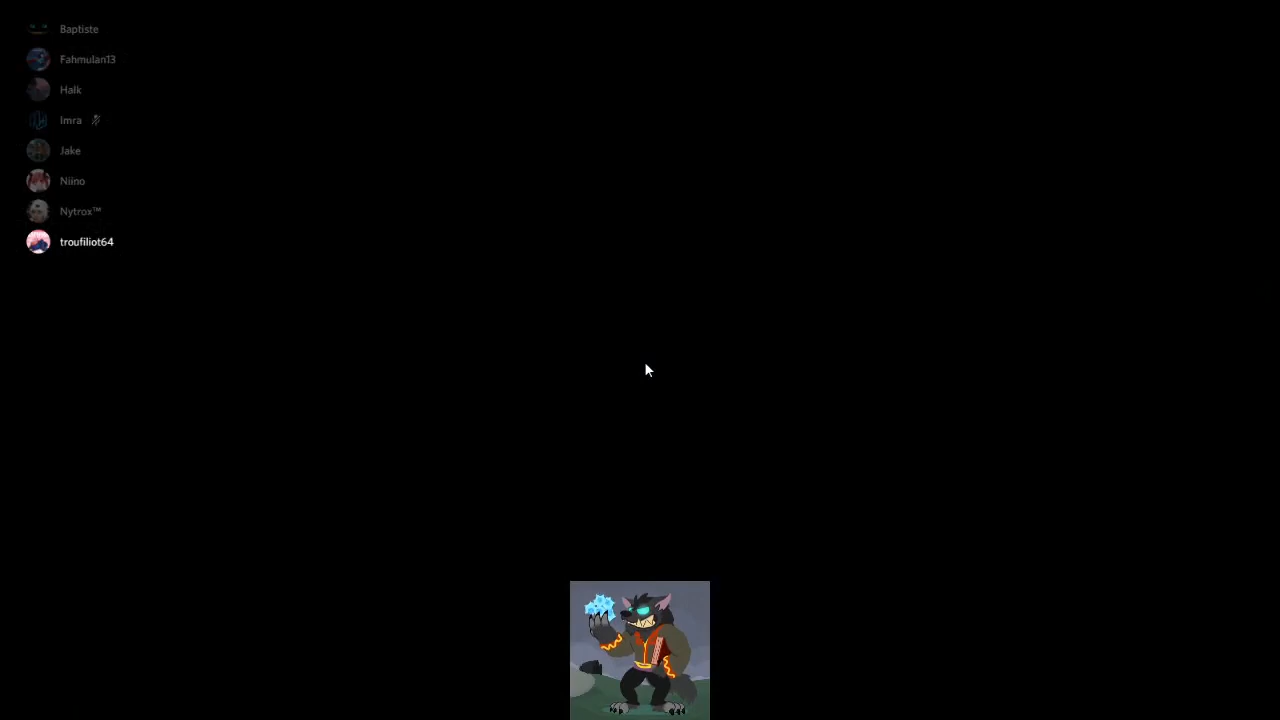 Baptiste
Fahmulan13
Halk
Imra
Jake
Niino
Nytrox™
troufiliot64